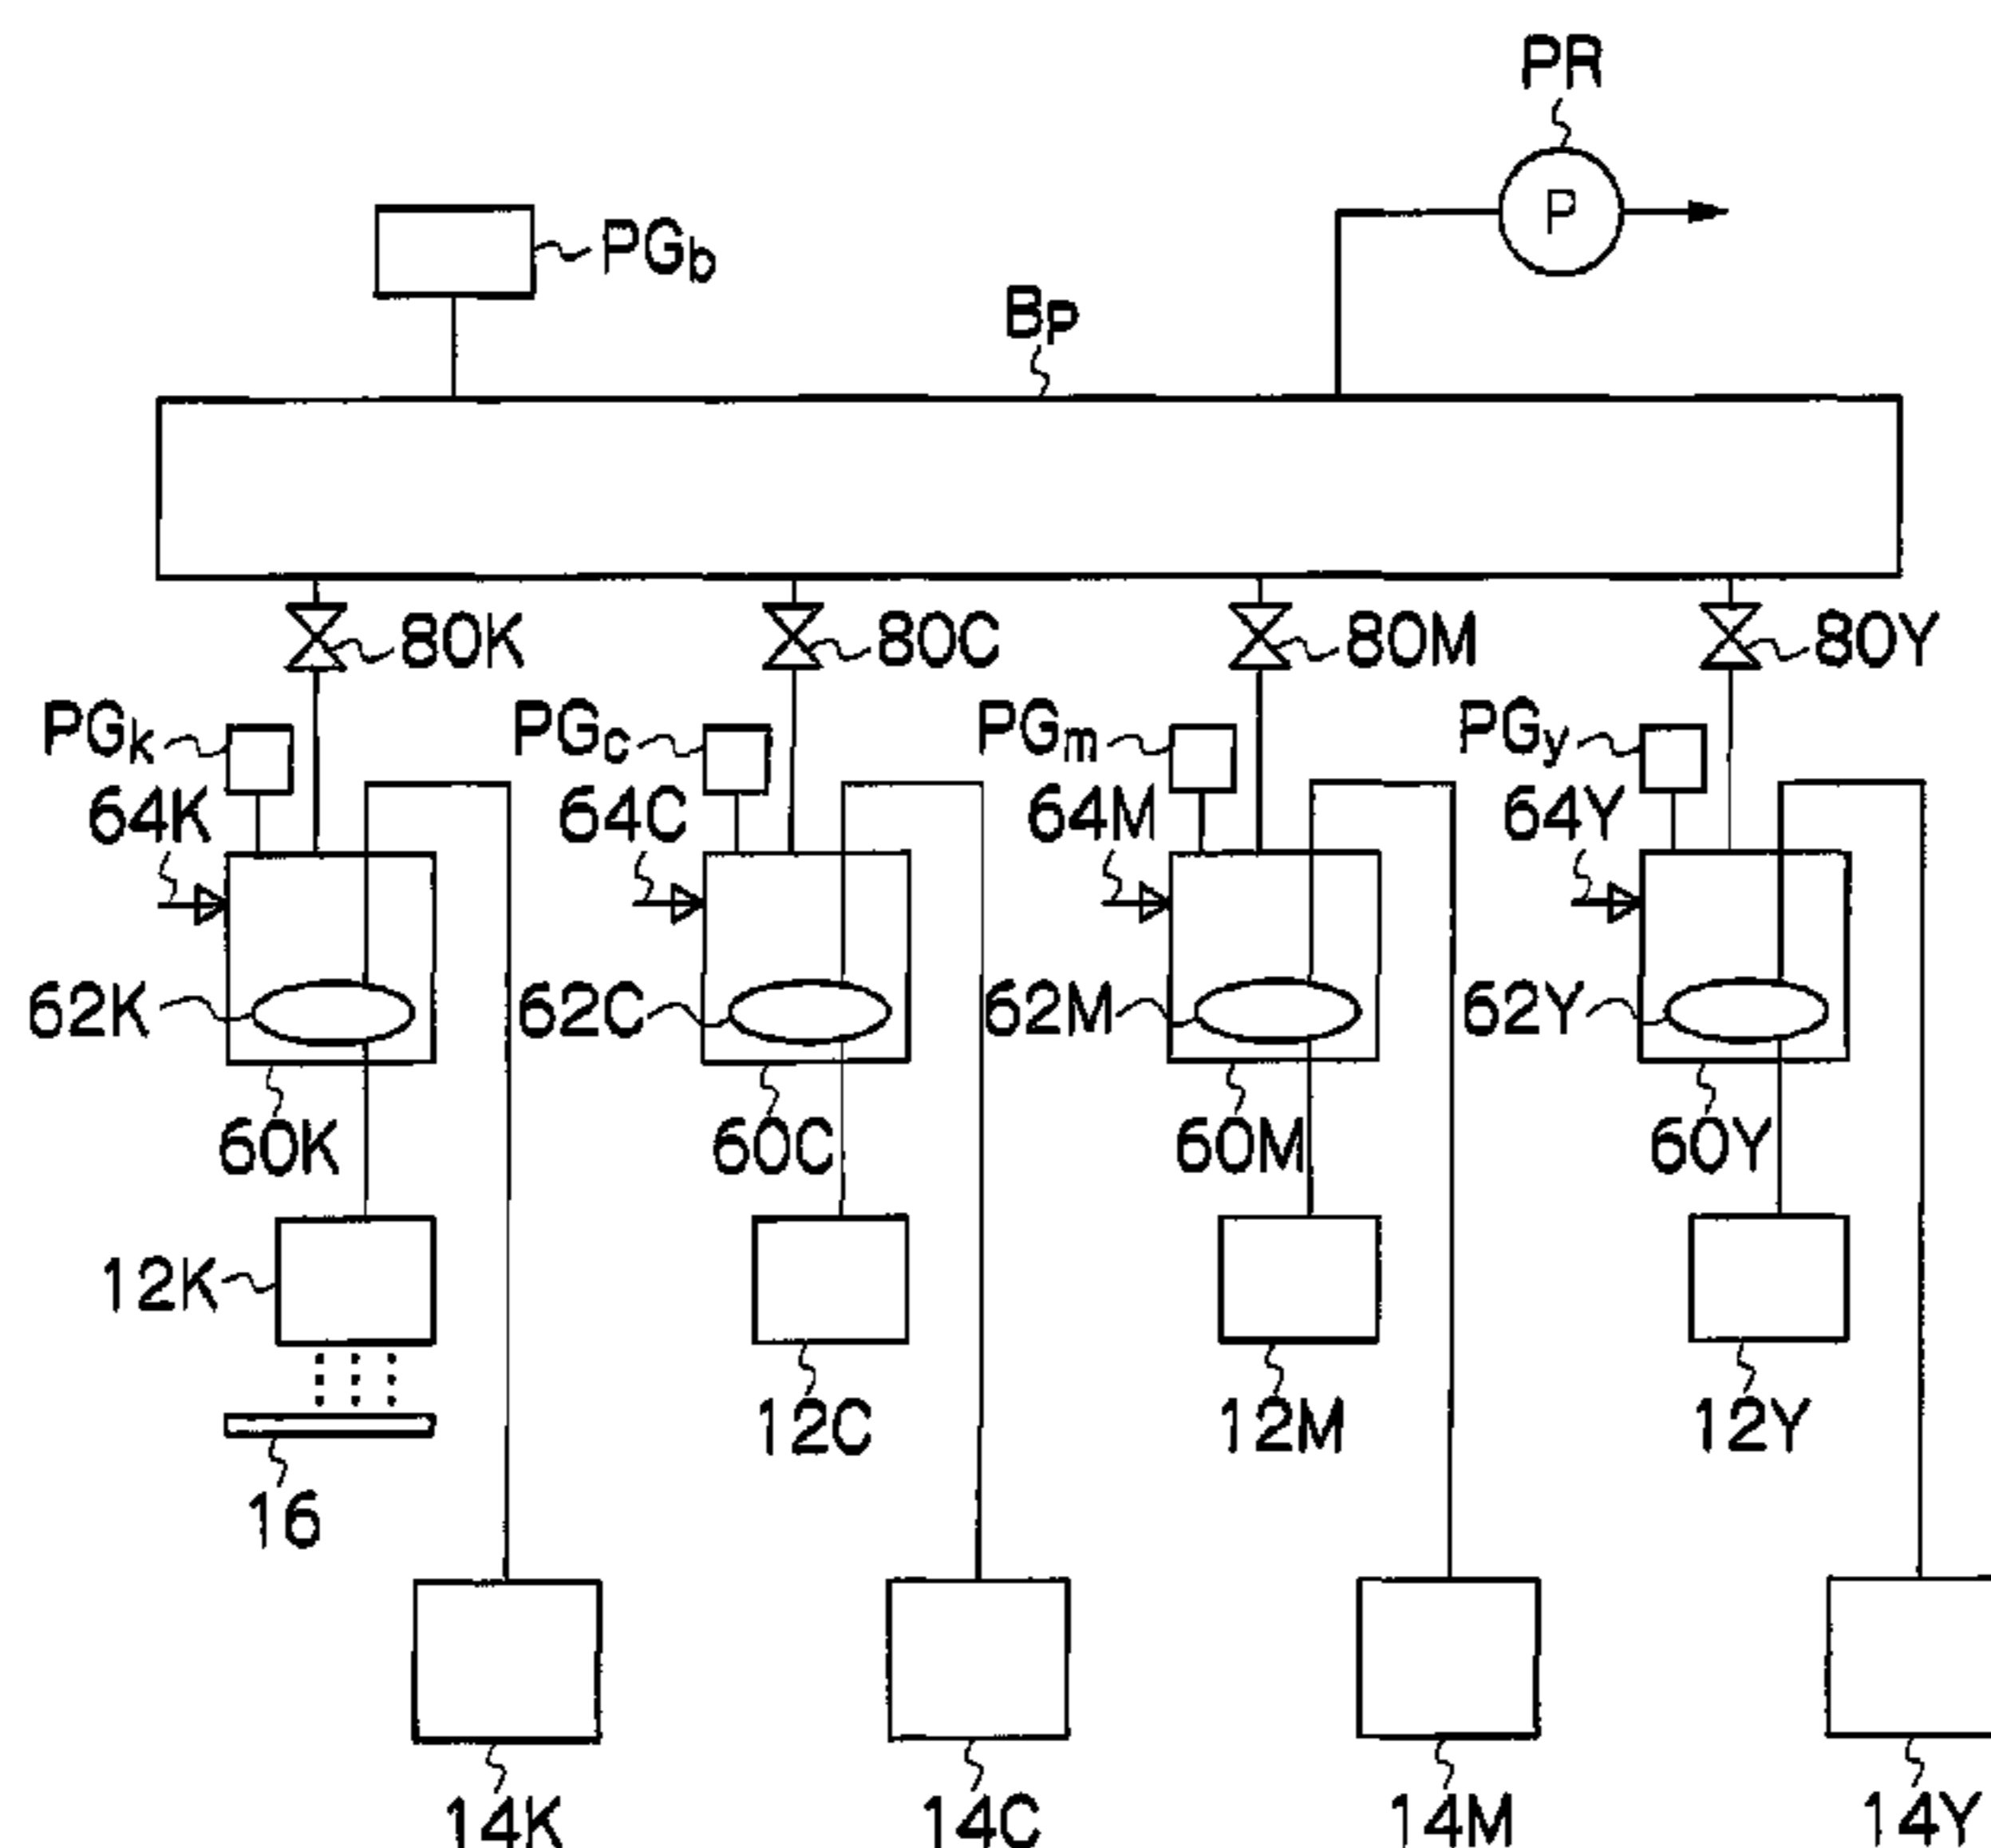 PR
P
PGb
BP
80K 80C 80M 80Y
PGk PGc PGm PGy
64K 64C 64M 64Y
62K 62C 62M 62Y
60K 60C 60M 60Y
12K
12C 12M 12Y
16
14K 14C 14M 14Y